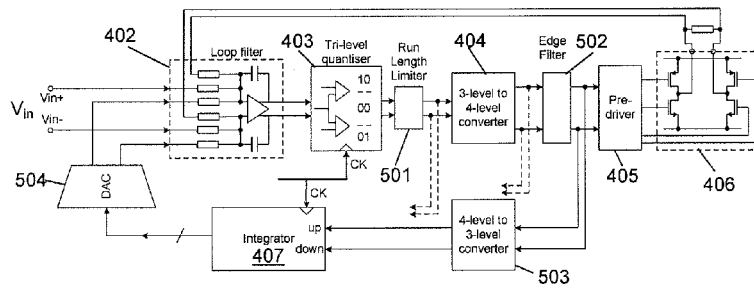 402
Loop filter
403
Tri-level
quantiser
Run
Length
Limiter
404
Edge
Filter
502
Vin
Vin+
Vin-
10
00
01
CK
501
3-level to
4-level
converter
Pre-
driver
405
406
504
DAC
CK
Integrator
407
up
down
4-level to
3-level
converter
503